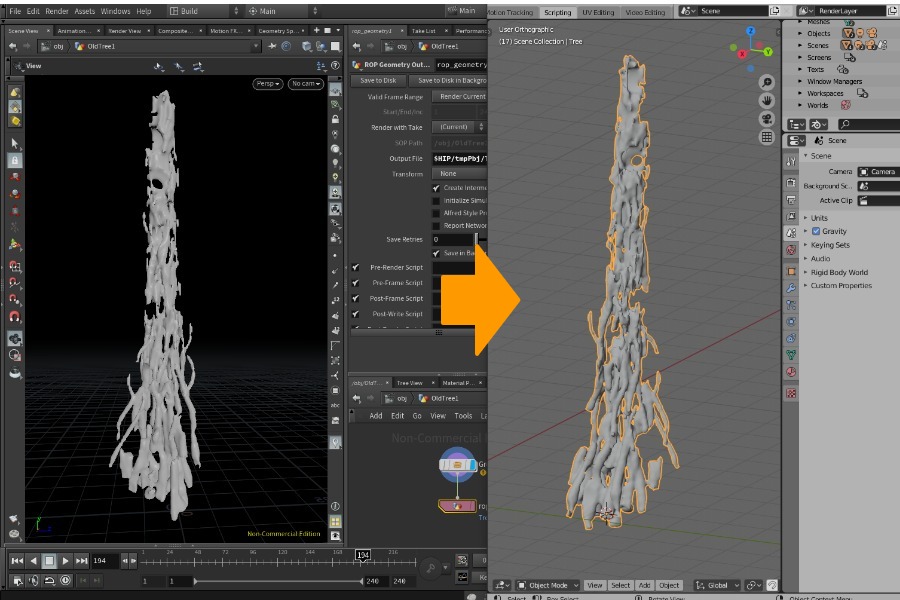 File Edit Render Assets Windows Help Build Main
Main
Scene View Animation... Render View Composite... Motion FX... Geometry Sp...
obj OldTree1
View
Persp No cam
Non-Commercial Edition
1 24 48 72 96 120 144 168 194 216
194
1 1 240 240
rop_geometry1 Take List Performa
obj OldTree1
ROP Geometry Out... rop_geometry
Save to Disk Save to Disk in Backgro
Valid Frame Range Render Current
Start/End/Inc
Render with Take (Current)
SOP Path /obj/OldTree1
Output File $HIP/tmpPbj/T
Transform None
Create Interme
Initialize Simul
Alfred Style Pr
Report Networ
Save Retries 0
Save in Ba
Pre-Render Script
Pre-Frame Script
Post-Frame Script
Post-Write Script
/obj/OldT... Tree View Material P...
obj OldTree1
Add Edit Go View Tools La
Non-Commercial
Gr
rop
Tr
otion Tracking Scripting UV Editing Video Editing Scene RenderLayer
User Orthographic
(17) Scene Collection | Tree
Z
Y
Object Mode View Select Add Object Global
Select Box Select Rotate View Object Context Menu
Meshes
Objects
Scenes
Screens
Texts
Window Managers
Workspaces
Worlds
Scene
Scene
Camera Camera
Background Sc...
Active Clip
Units
Gravity
Keying Sets
Audio
Rigid Body World
Custom Properties